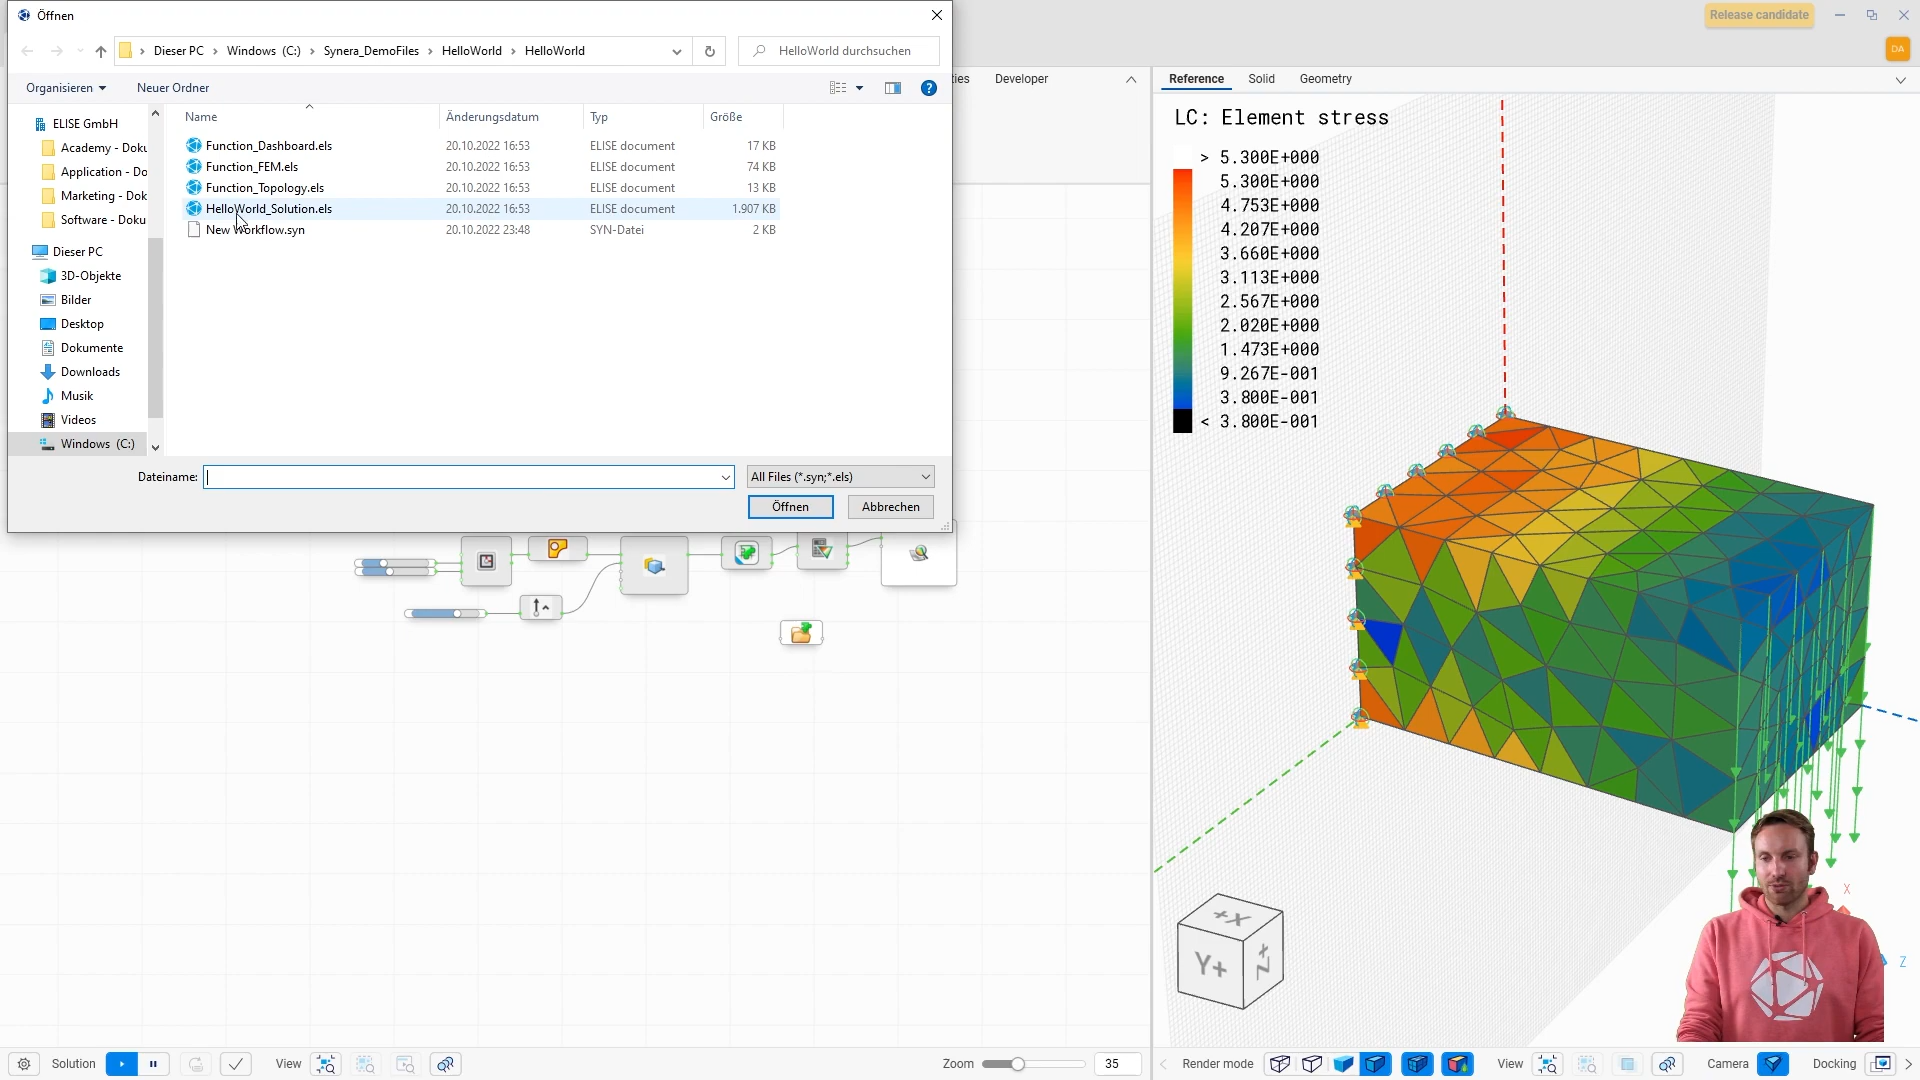 Öffnen
Release candidate
DA
Dieser PC
Windows (C:)
Synera_DemoFiles
HelloWorld
HelloWorld
HelloWorld durchsuchen
Organisieren
Neuer Ordner
ties
Developer
Reference
Solid
Geometry
ELISE GmbH
Academy - Doku
Application - Do
Marketing - Dok
Software - Doku
Dieser PC
3D-Objekte
Bilder
Desktop
Dokumente
Downloads
Musik
Videos
Windows (C:)
Name
Änderungsdatum
Typ
Größe
Function_Dashboard.els
20.10.2022 16:53
ELISE document
17 KB
Function_FEM.els
20.10.2022 16:53
ELISE document
74 KB
Function_Topology.els
20.10.2022 16:53
ELISE document
13 KB
HelloWorld_Solution.els
20.10.2022 16:53
ELISE document
1.907 KB
New Workflow.syn
20.10.2022 23:48
SYN-Datei
2 KB
Dateiname:
All Files (*.syn;*.els)
Öffnen
Abbrechen
LC: Element stress
> 5.300E+000
5.300E+000
4.753E+000
4.207E+000
3.660E+000
3.113E+000
2.567E+000
2.020E+000
1.473E+000
9.267E-001
3.800E-001
< 3.800E-001
X
Z
+X
Y+
Z+
Solution
View
Zoom
35
Render mode
View
Camera
Docking